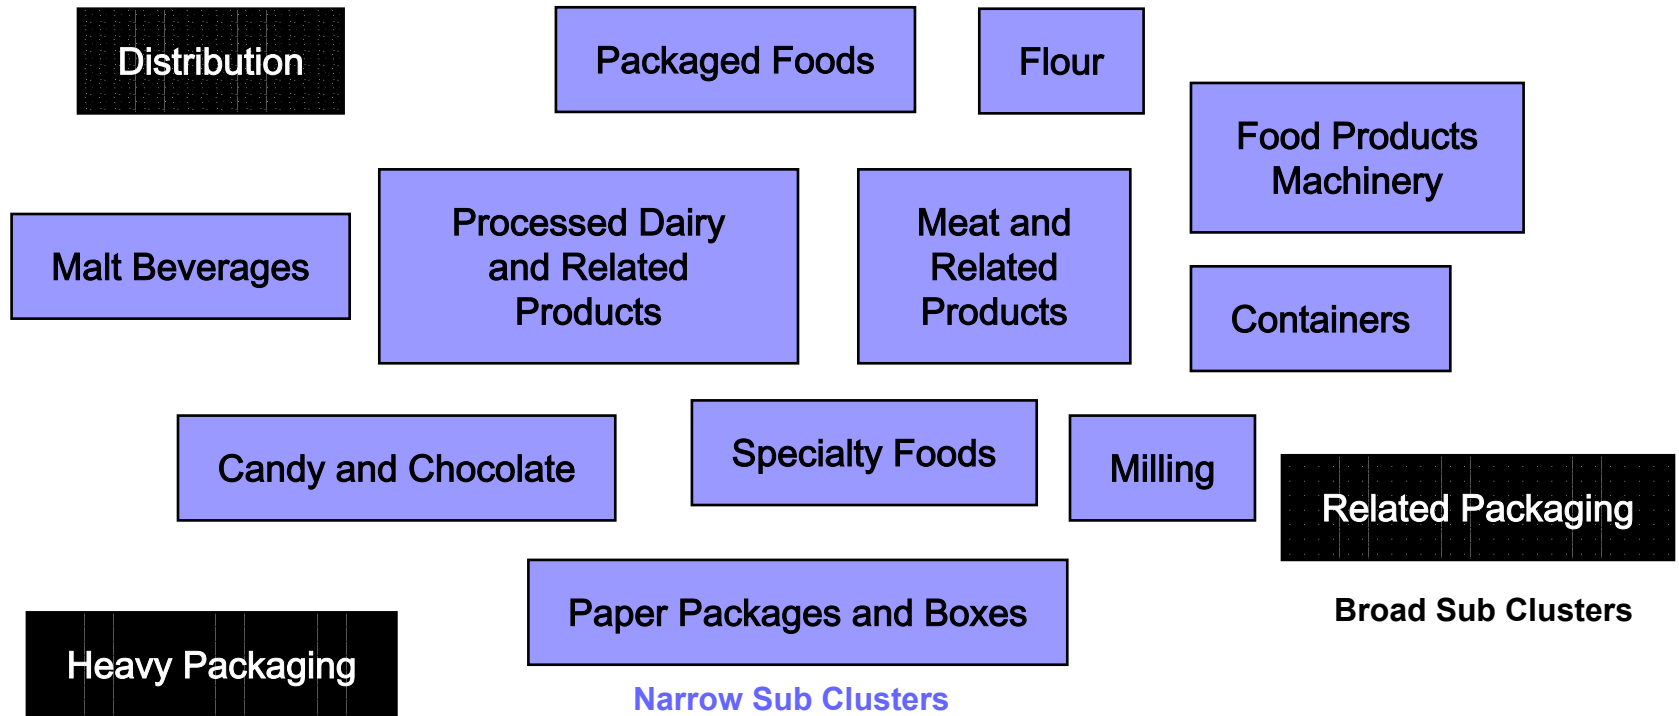 Distribution
Packaged Foods
Flour
Food Products
Machinery
Malt Beverages
Processed Dairy
and Related
Products
Meat and
Related
Products
Containers
Candy and Chocolate
Specialty Foods
Milling
Related Packaging
Paper Packages and Boxes
Broad Sub Clusters
Heavy Packaging
Narrow Sub Clusters